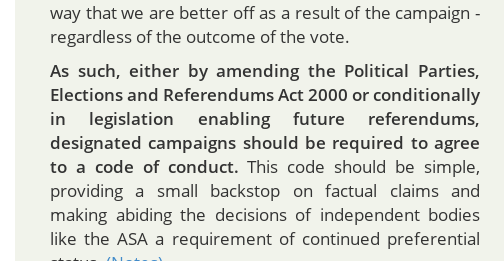 way that we are better off as a result of the campaign -
regardless of the outcome of the vote.
As such, either by amending the Political Parties,
Elections and Referendums Act 2000 or conditionally
in legislation enabling future referendums,
designated campaigns should be required to agree
to a code of conduct. This code should be simple,
providing a small backstop on factual claims and
making abiding the decisions of independent bodies
like the ASA a requirement of continued preferential
status. (Notes)